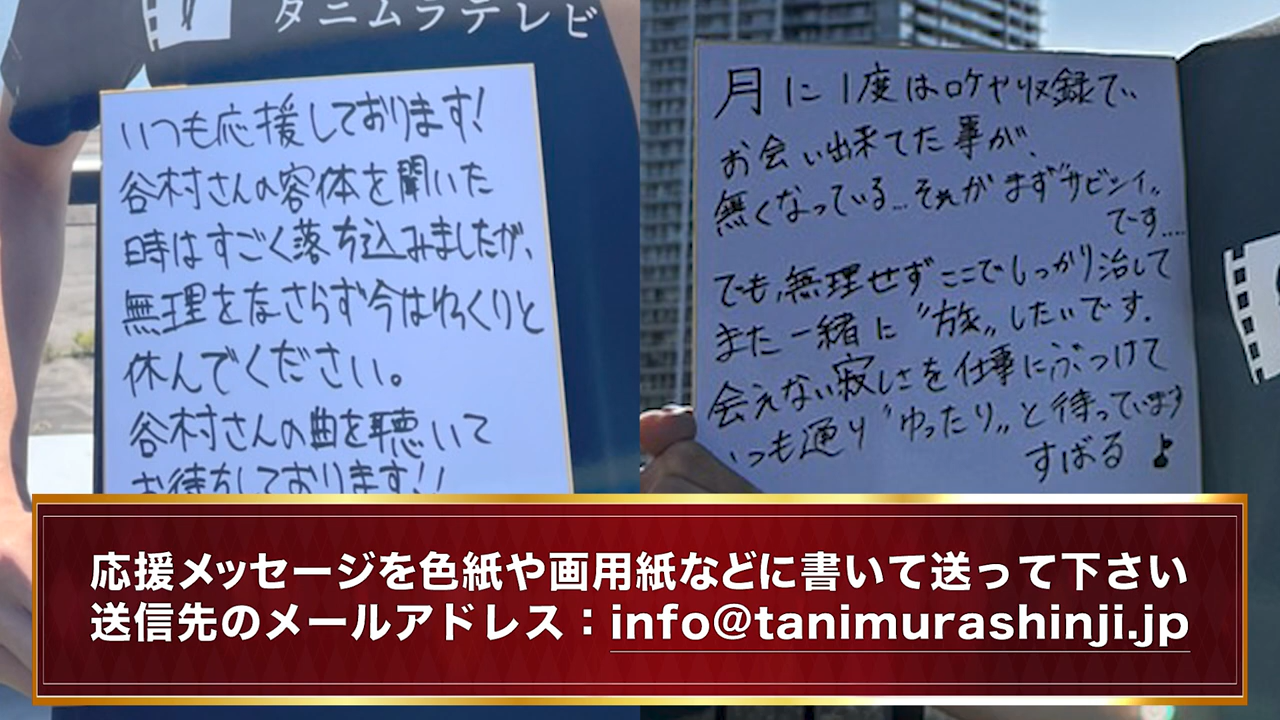 タニムラテレビ
いつも応援しております!
谷村さんの容体を聞いた
時はすごく落ち込みましたが、
無理をなさらず今はゆっくりと
休んでください。
谷村さんの曲を聴いて
お待ちしております!!
月に1度はロケや収録で、
お会い出来てた事が、
無くなっている…それがまず"サビシイ"
です....
でも、無理せずここでしっかり治して
また一緒に"旅"したいです.
会えない寂しさを仕事にぶつけて
いつも通り"ゆったり"と待っています
すばる♪
応援メッセージを色紙や画用紙などに書いて送って下さい
送信先のメールアドレス：info@tanimurashinji.jp